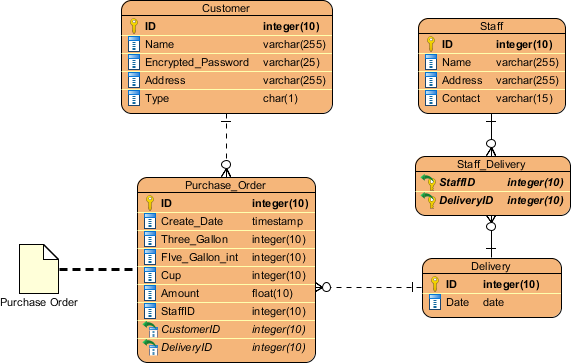 Customer
ID integer(10)
Name varchar(255)
Encrypted_Password varchar(25)
Address varchar(255)
Type char(1)
Staff
ID integer(10)
Name varchar(255)
Address varchar(255)
Contact varchar(15)
Staff_Delivery
StaffID integer(10)
DeliveryID integer(10)
Purchase_Order
ID integer(10)
Create_Date timestamp
Three_Gallon integer(10)
FIve_Gallon_int integer(10)
Cup integer(10)
Amount float(10)
StaffID integer(10)
CustomerID integer(10)
DeliveryID integer(10)
Delivery
ID integer(10)
Date date
Purchase Order